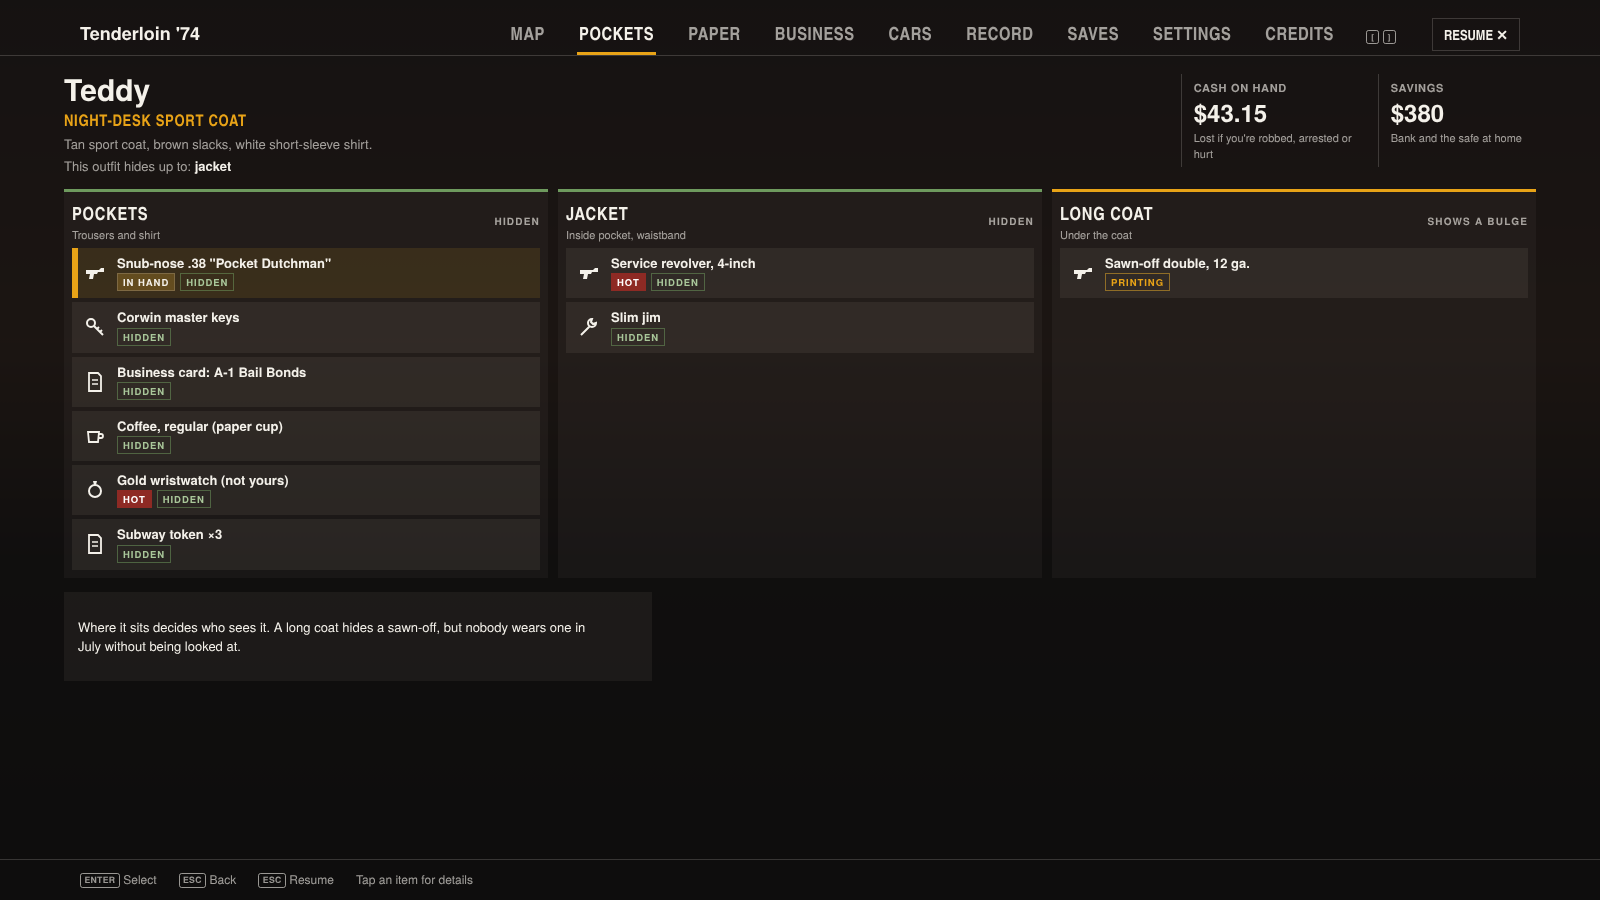 Tenderloin '74
MAP
POCKETS
PAPER
BUSINESS
CARS
RECORD
SAVES
SETTINGS
CREDITS
[ ]
RESUME ✕
Teddy
NIGHT-DESK SPORT COAT
Tan sport coat, brown slacks, white short-sleeve shirt.
This outfit hides up to: jacket
CASH ON HAND
$43.15
Lost if you're robbed, arrested or
hurt
SAVINGS
$380
Bank and the safe at home
POCKETS
HIDDEN
Trousers and shirt
Snub-nose .38 "Pocket Dutchman"
IN HAND HIDDEN
Corwin master keys
HIDDEN
Business card: A-1 Bail Bonds
HIDDEN
Coffee, regular (paper cup)
HIDDEN
Gold wristwatch (not yours)
HOT HIDDEN
Subway token ×3
HIDDEN
JACKET
HIDDEN
Inside pocket, waistband
Service revolver, 4-inch
HOT HIDDEN
Slim jim
HIDDEN
LONG COAT
SHOWS A BULGE
Under the coat
Sawn-off double, 12 ga.
PRINTING
Where it sits decides who sees it. A long coat hides a sawn-off, but nobody wears one in
July without being looked at.
ENTER Select
ESC Back
ESC Resume
Tap an item for details